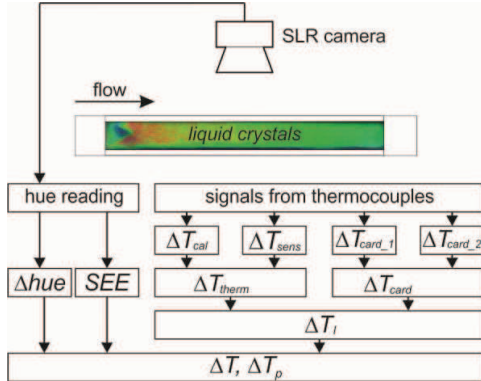 SLR camera
flow
liquid crystals
hue reading
signals from thermocouples
ΔT_cal
ΔT_sens
ΔT_card_1
ΔT_card_2
Δhue
SEE
ΔT_therm
ΔT_card
ΔT_l
ΔT, ΔT_p